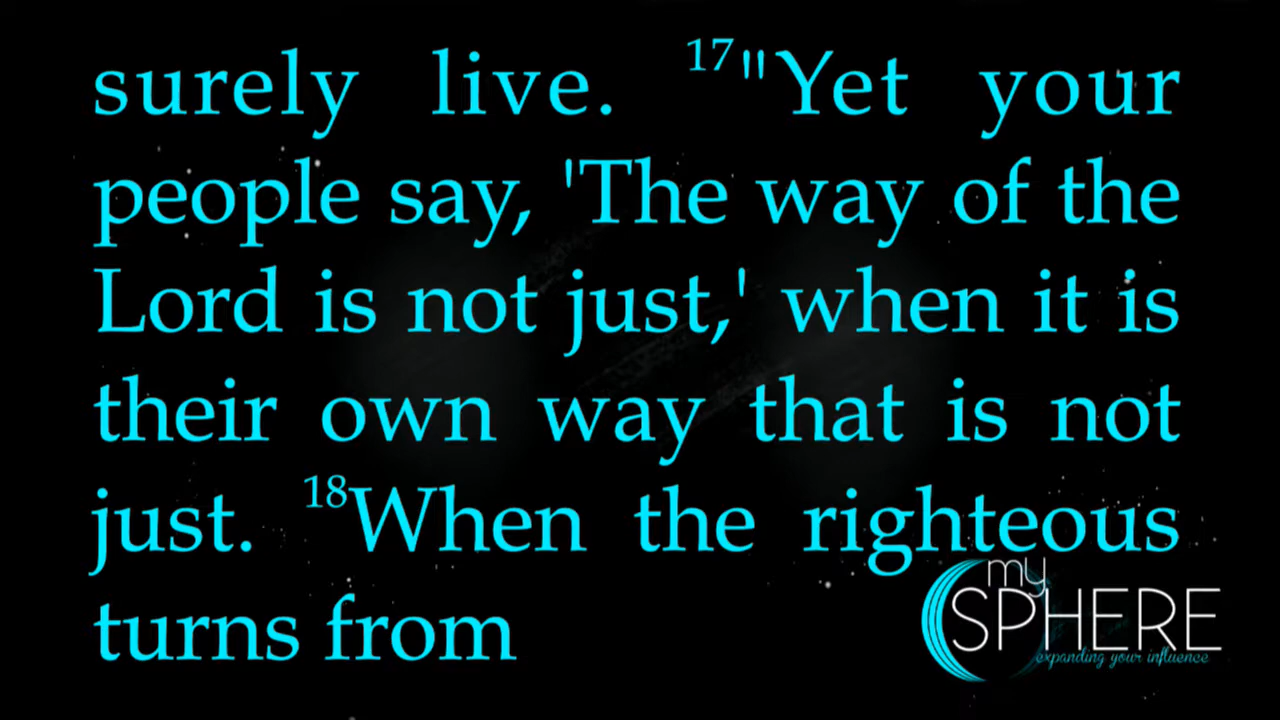 surely live. 17"Yet your
people say, 'The way of the
Lord is not just,' when it is
their own way that is not
just. 18When the righteous
turns from
my
SPHERE
expanding your influence